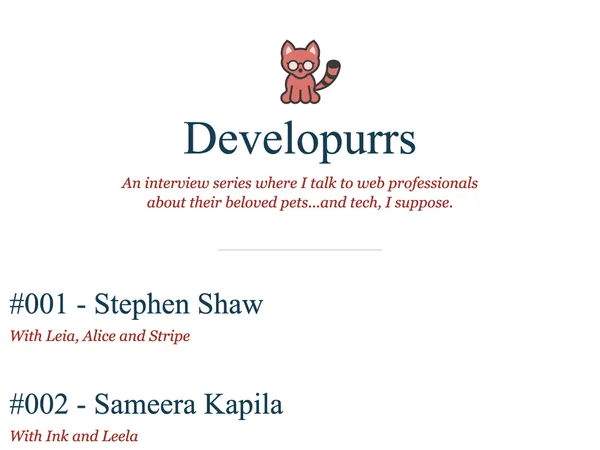 Developurrs
An interview series where I talk to web professionals
about their beloved pets...and tech, I suppose.
#001 - Stephen Shaw
With Leia, Alice and Stripe
#002 - Sameera Kapila
With Ink and Leela